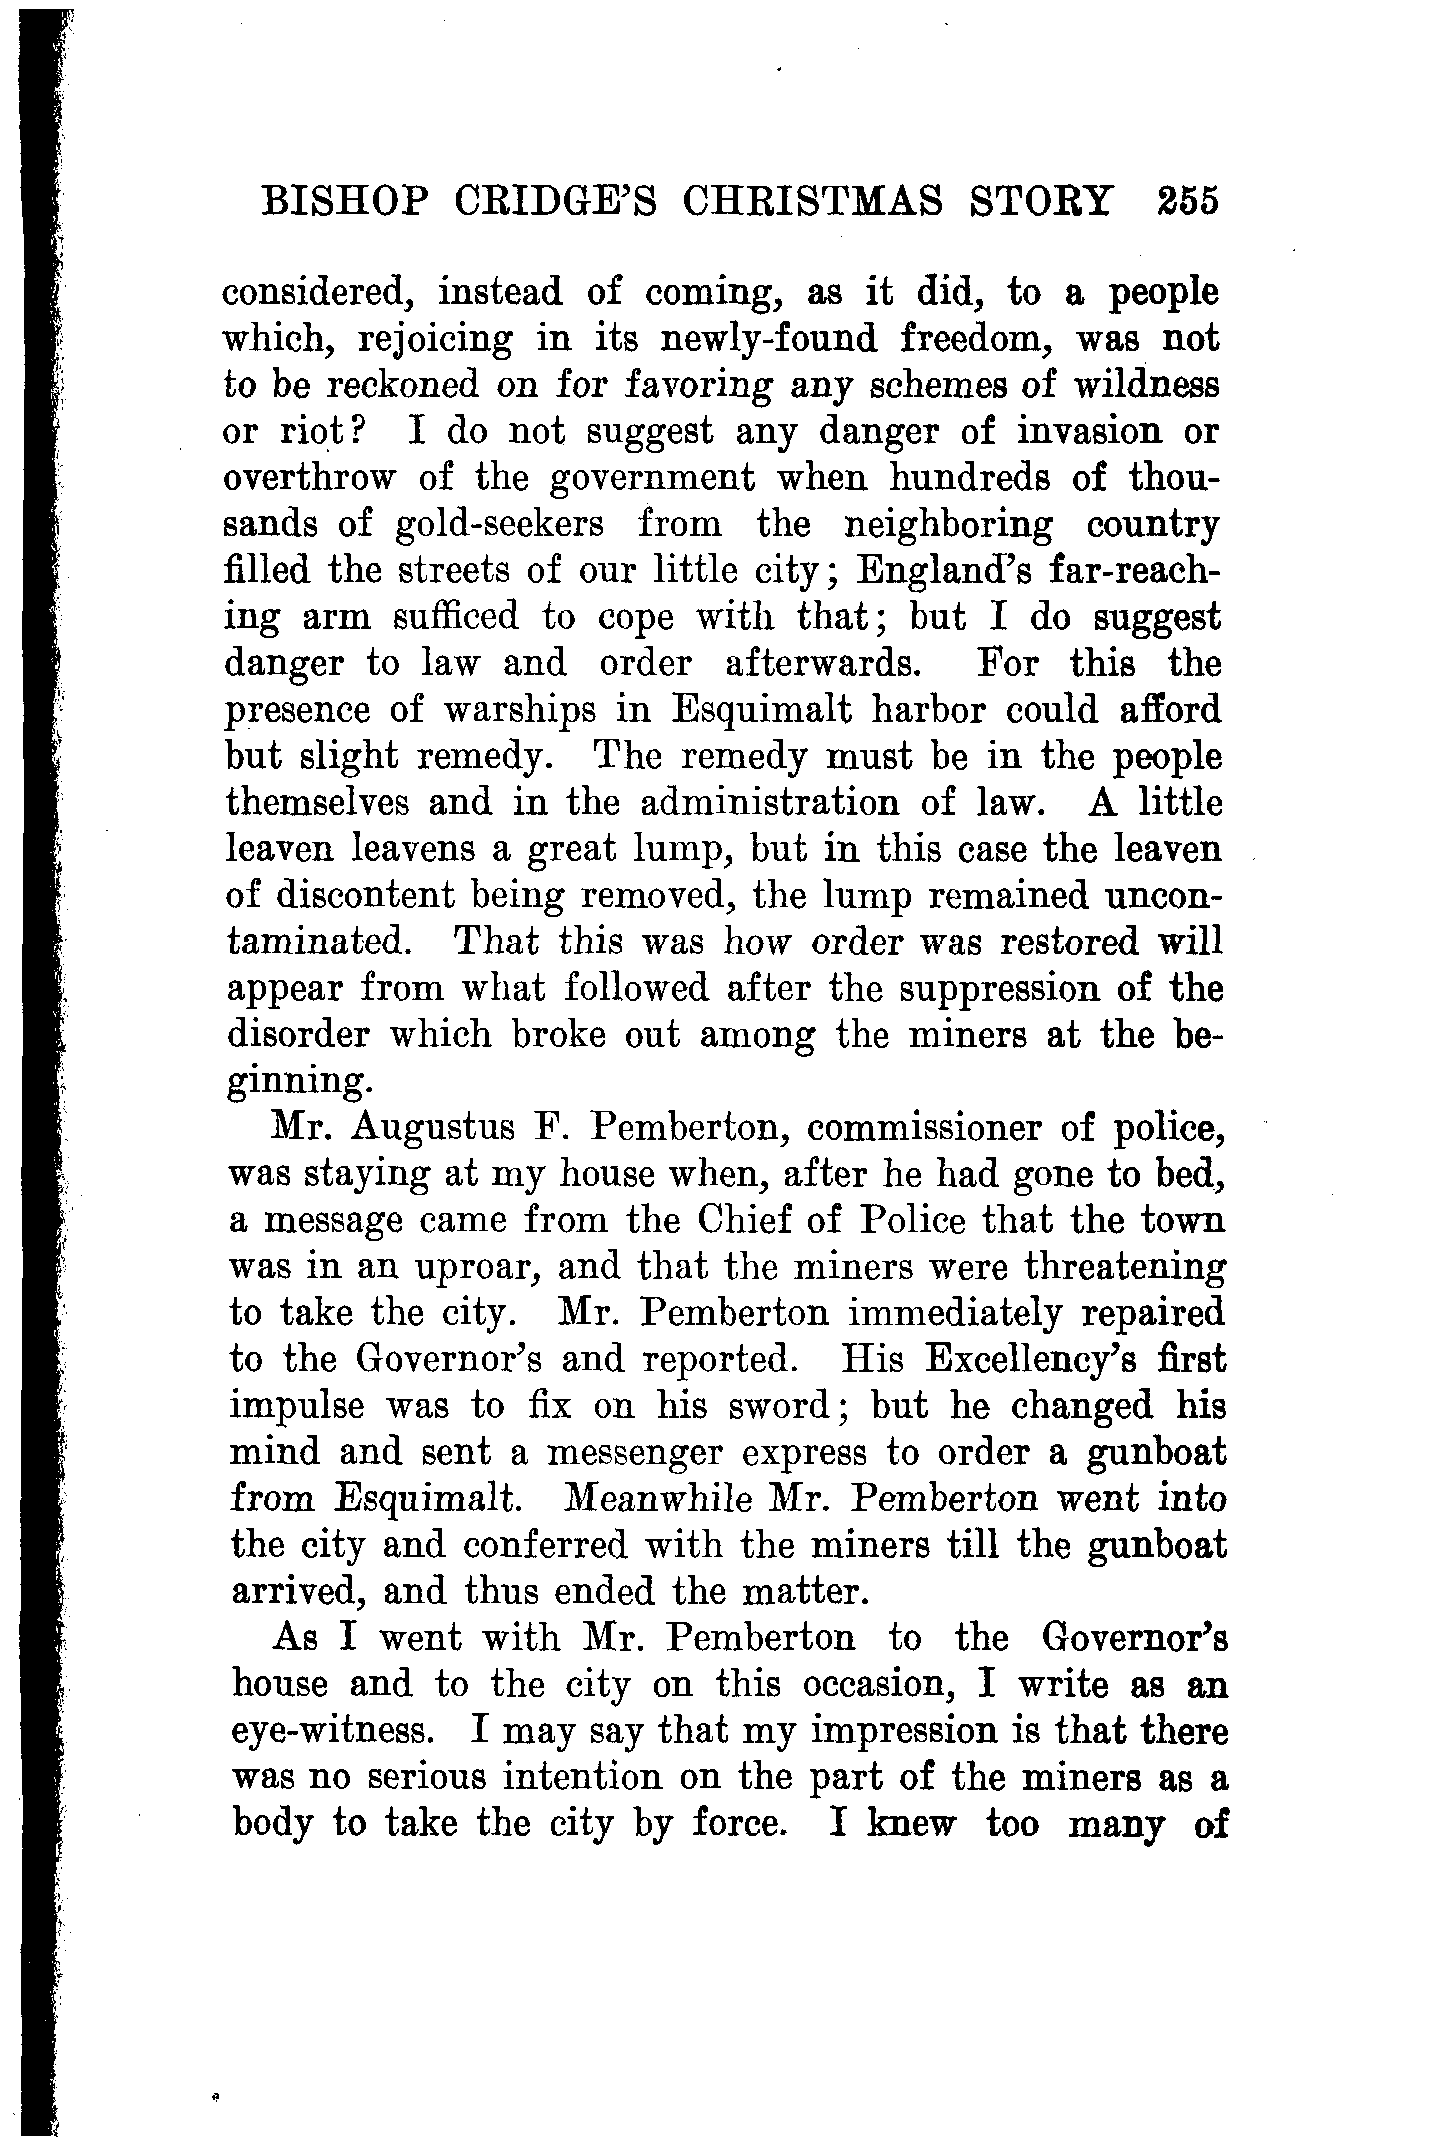 BISHOP CRIDGE'S CHRISTMAS STORY 255
considered, instead of coming, as it did, to a people
which, rejoicing in its newly-found freedom, was not
to be reckoned on for favoring any schemes of wildness
or riot? I do not suggest any danger of invasion or
overthrow of the government when hundreds of thou-
sands of gold-seekers from the neighboring country
filled the streets of our little city; England's far-reach-
ing arm sufficed to cope with that; but I do suggest
danger to law and order afterwards. For this the
presence of warships in Esquimalt harbor could afford
but slight remedy. The remedy must be in the people
themselves and in the administration of law. A little
leaven leavens a great lump, but in this case the leaven
of discontent being removed, the lump remained uncon-
taminated. That this was how order was restored will
appear from what followed after the suppression of the
disorder which broke out among the miners at the be-
ginning.
Mr. Augustus F. Pemberton, commissioner of police,
was staying at my house when, after he had gone to bed,
a message came from the Chief of Police that the town
was in an uproar, and that the miners were threatening
to take the city. Mr. Pemberton immediately repaired
to the Governor's and reported. His Excellency's first
impulse was to fix on his sword; but he changed his
mind and sent a messenger express to order a gunboat
from Esquimalt. Meanwhile Mr. Pemberton went into
the city and conferred with the miners till the gunboat
arrived, and thus ended the matter.
As I went with Mr. Pemberton to the Governor's
house and to the city on this occasion, I write as an
eye-witness. I may say that my impression is that there
was no serious intention on the part of the miners as a
body to take the city by force. I knew too many of